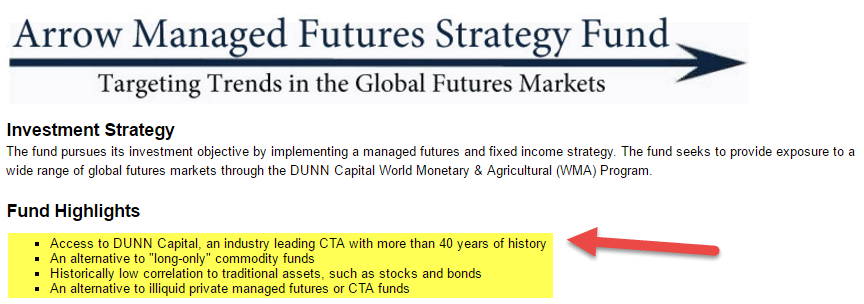 Arrow Managed Futures Strategy Fund
Targeting Trends in the Global Futures Markets
Investment Strategy
The fund pursues its investment objective by implementing a managed futures and fixed income strategy. The fund seeks to provide exposure to a
wide range of global futures markets through the DUNN Capital World Monetary & Agricultural (WMA) Program.
Fund Highlights
Access to DUNN Capital, an industry leading CTA with more than 40 years of history
An alternative to "long-only" commodity funds
Historically low correlation to traditional assets, such as stocks and bonds
An alternative to illiquid private managed futures or CTA funds